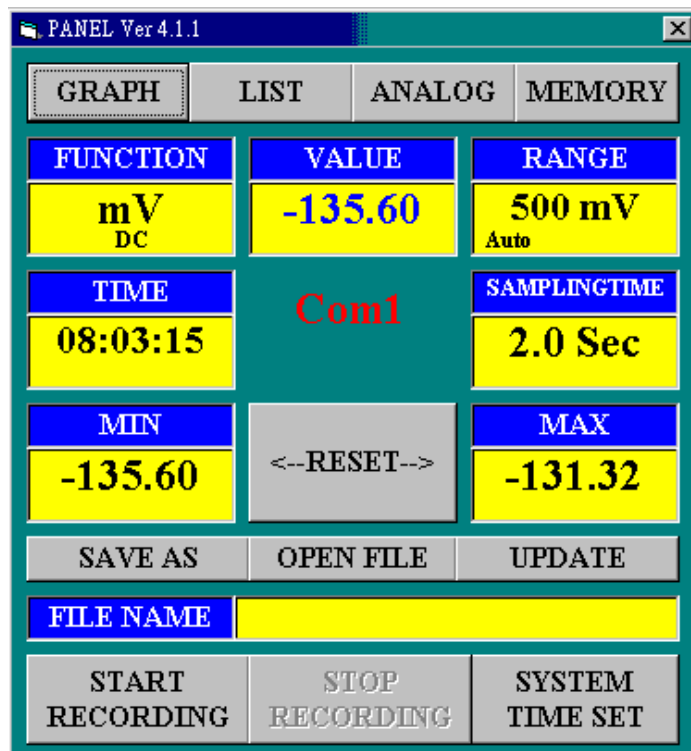 PANEL Ver 4.1.1
GRAPH LIST ANALOG MEMORY
FUNCTION VALUE RANGE
mV -135.60 500 mV
DC Auto
TIME Com1 SAMPLINGTIME
08:03:15 2.0 Sec
MIN <--RESET--> MAX
-135.60 -131.32
SAVE AS OPEN FILE UPDATE
FILE NAME
START STOP SYSTEM
RECORDING RECORDING TIME SET